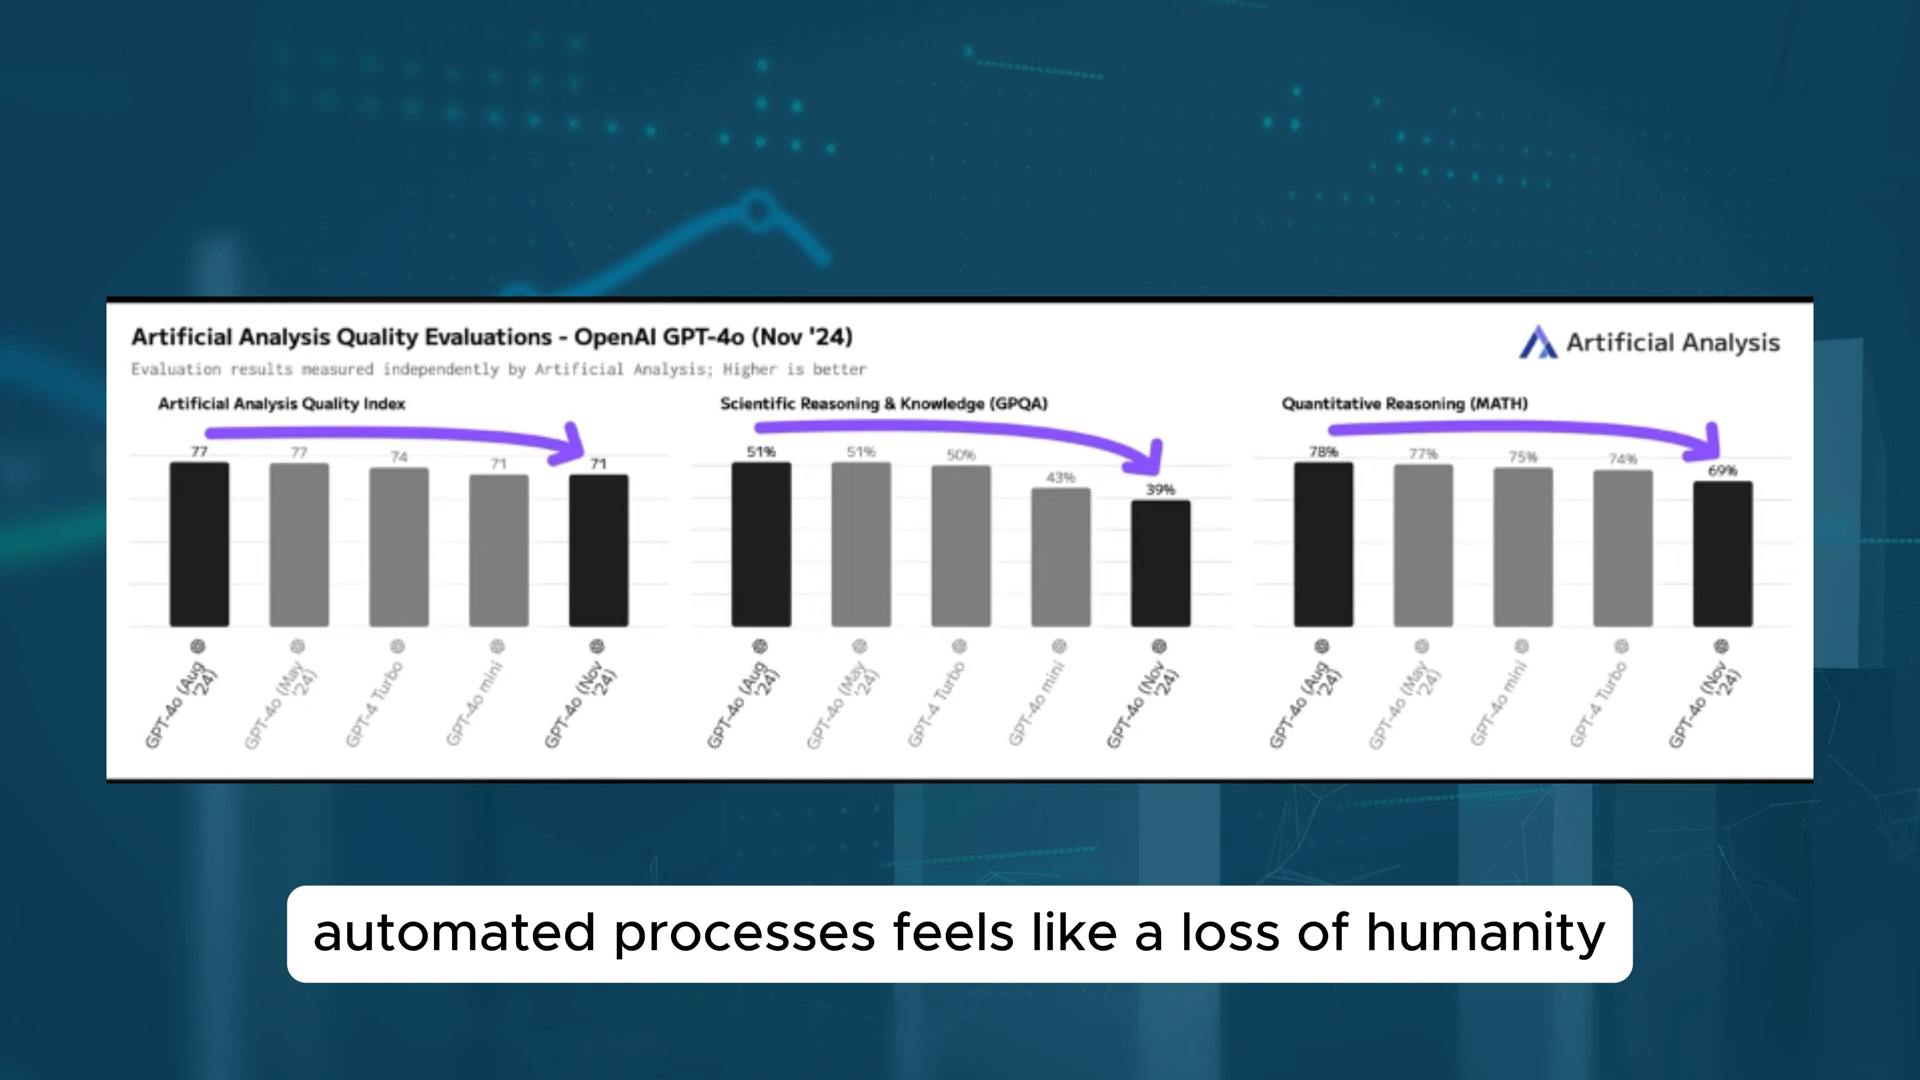 Artificial Analysis Quality Evaluations - OpenAI GPT-4o (Nov '24)
Artificial Analysis
Evaluation results measured independently by Artificial Analysis; Higher is better
Artificial Analysis Quality Index
77
77
74
71
71
GPT-4o (Aug '24)
GPT-4o (May '24)
GPT-4 Turbo
GPT-4o mini
GPT-4o (Nov '24)
Scientific Reasoning & Knowledge (GPQA)
51%
51%
50%
43%
39%
GPT-4o (Aug '24)
GPT-4o (May '24)
GPT-4 Turbo
GPT-4o mini
GPT-4o (Nov '24)
Quantitative Reasoning (MATH)
78%
77%
75%
74%
69%
GPT-4o (Aug '24)
GPT-4o (May '24)
GPT-4o mini
GPT-4 Turbo
GPT-4o (Nov '24)
automated processes feels like a loss of humanity